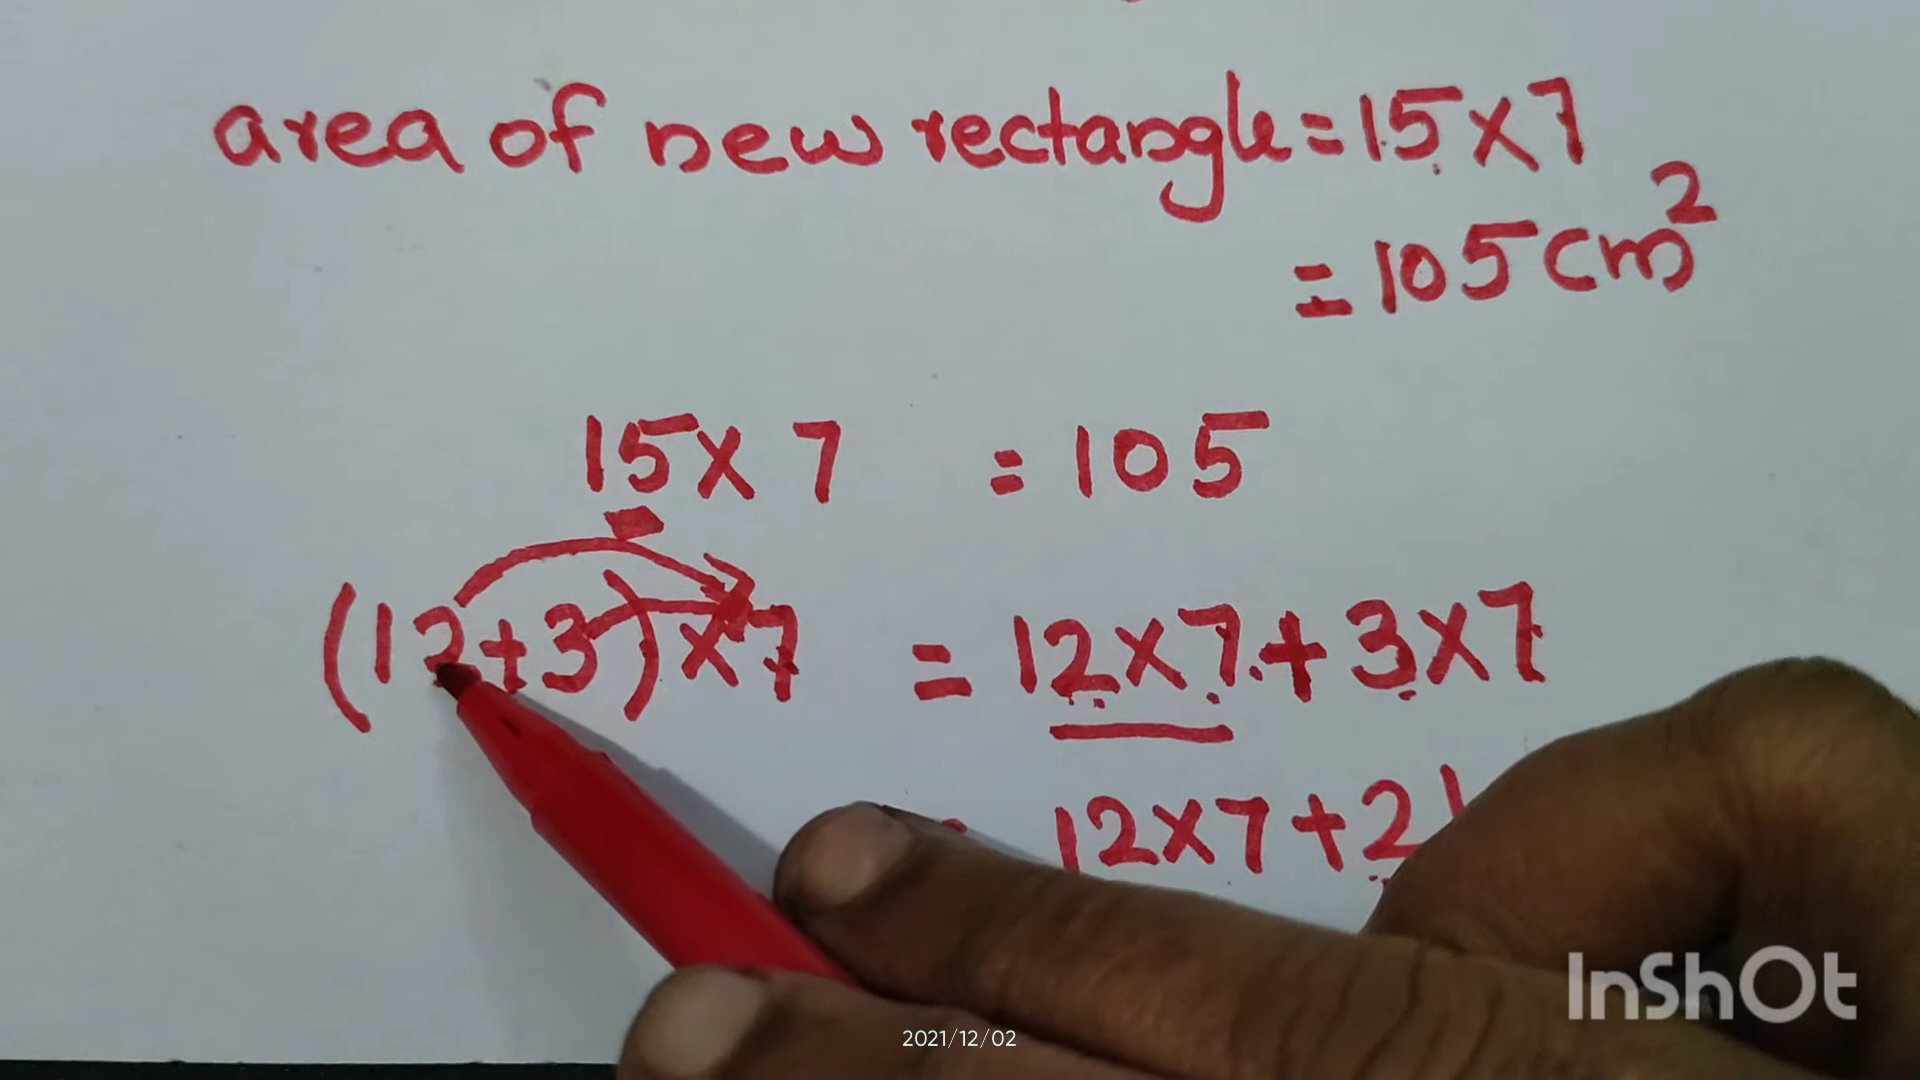 area of new rectangle = 15 x 7
= 105 cm²
15 x 7 = 105
(12+3) x 7 = 12 x 7 + 3 x 7
12 x 7 + 21
InShOt
2021/12/02